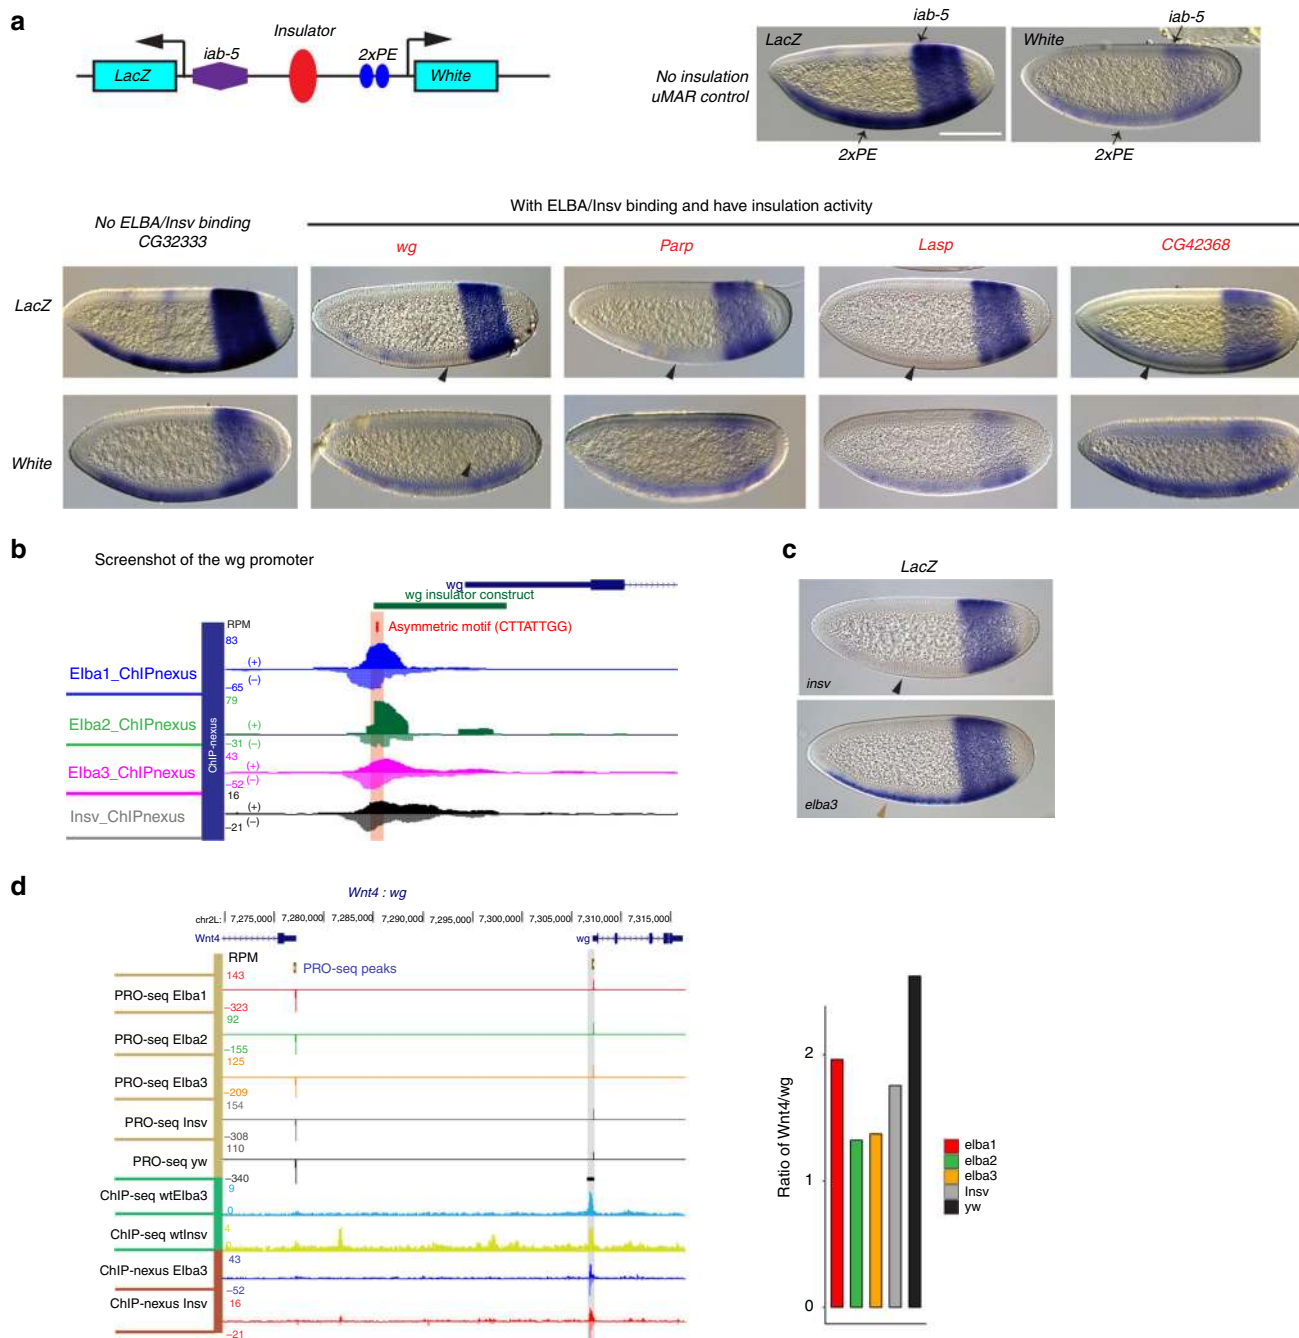 a
LacZ
iab-5
Insulator
2xPE
White
No insulation
uMAR control
LacZ
iab-5
2xPE
White
iab-5
2xPE
No ELBA/Insv binding
CG32333
With ELBA/Insv binding and have insulation activity
wg
Parp
Lasp
CG42368
LacZ
White
b
Screenshot of the wg promoter
wg
wg insulator construct
Asymmetric motif (CTTATTGG)
ChIP-nexus
RPM
83
Elba1_ChIPnexus
(+)
(–)
–65
79
Elba2_ChIPnexus
(+)
(–)
–31
43
Elba3_ChIPnexus
(+)
(–)
–52
16
Insv_ChIPnexus
(+)
(–)
–21
c
LacZ
insv
elba3
d
Wnt4 : wg
chr2L: 7,275,000 7,280,000 7,285,000 7,290,000 7,295,000 7,300,000 7,305,000 7,310,000 7,315,000
Wnt4
wg
RPM
PRO-seq peaks
143
PRO-seq Elba1
–323
92
PRO-seq Elba2
–155
125
PRO-seq Elba3
–209
154
PRO-seq Insv
–308
110
PRO-seq yw
–340
9
ChIP-seq wtElba3
0
4
ChIP-seq wtInsv
0
43
ChIP-nexus Elba3
–52
16
ChIP-nexus Insv
–21
Ratio of Wnt4/wg
2
1
0
elba1
elba2
elba3
Insv
yw